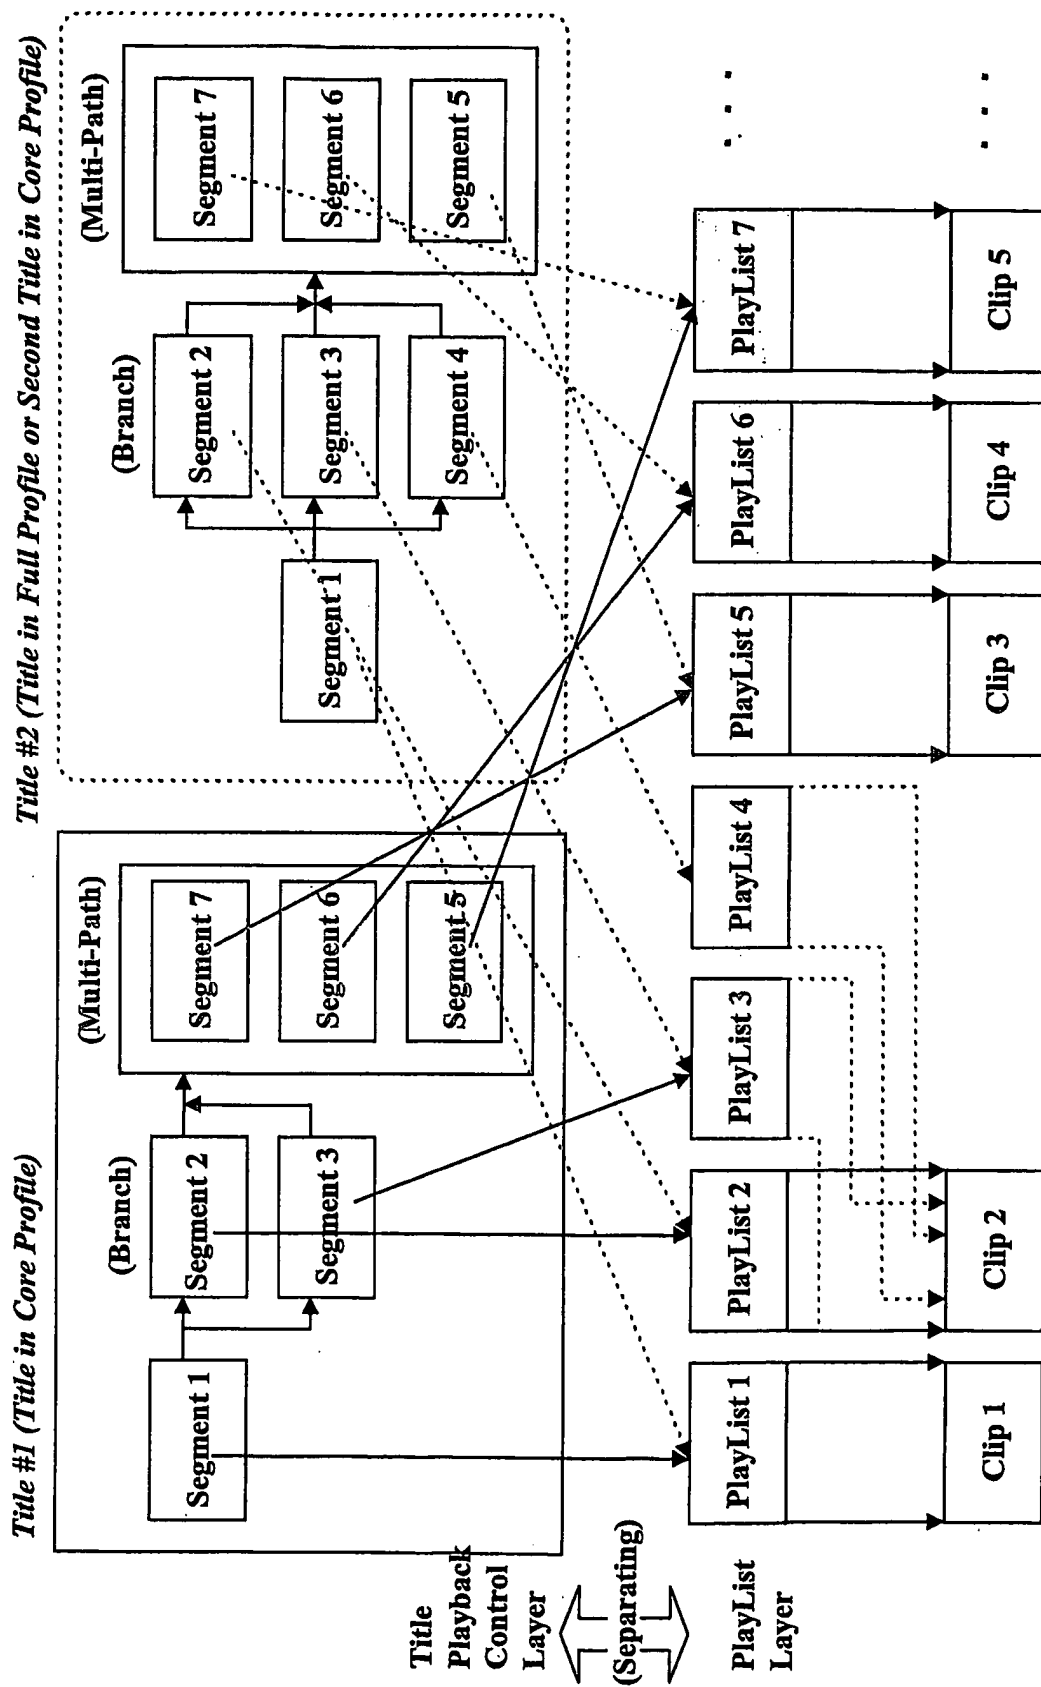 Title #1 (Title in Core Profile)
Title #2 (Title in Full Profile or Second Title in Core Profile)
(Branch)
(Multi-Path)
Segment 1
Segment 2
Segment 3
Segment 7
Segment 6
Segment 5
(Branch)
(Multi-Path)
Segment 1
Segment 2
Segment 3
Segment 4
Segment 7
Segment 6
Segment 5
Title
Playback
Control
Layer
(Separating)
PlayList
Layer
PlayList 1
PlayList 2
PlayList 3
PlayList 4
PlayList 5
PlayList 6
PlayList 7
. . .
Clip 1
Clip 2
Clip 3
Clip 4
Clip 5
. . .